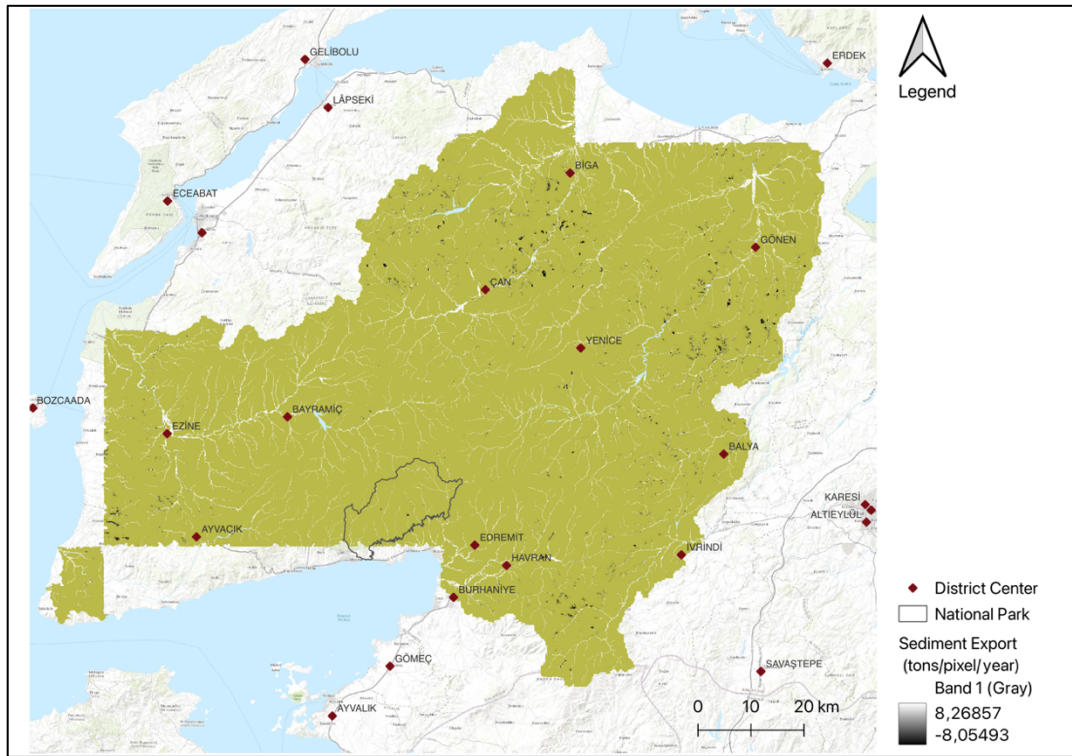 GELİBOLU
ERDEK
Legend
LÂPSEKİ
BİGA
ECEABAT
GÖNEN
ÇAN
YENİCE
BOZCAADA
BAYRAMİÇ
EZİNE
BALYA
KARESİ
ALTIEYLÜL
AYVACIK
EDREMİT
İVRİNDİ
HAVRAN
BURHANİYE
District Center
National Park
Sediment Export
(tons/pixel/year)
GÖMEÇ
SAVAŞTEPE
Band 1 (Gray)
0 10 20 km
8,26857
AYVALIK
-8,05493